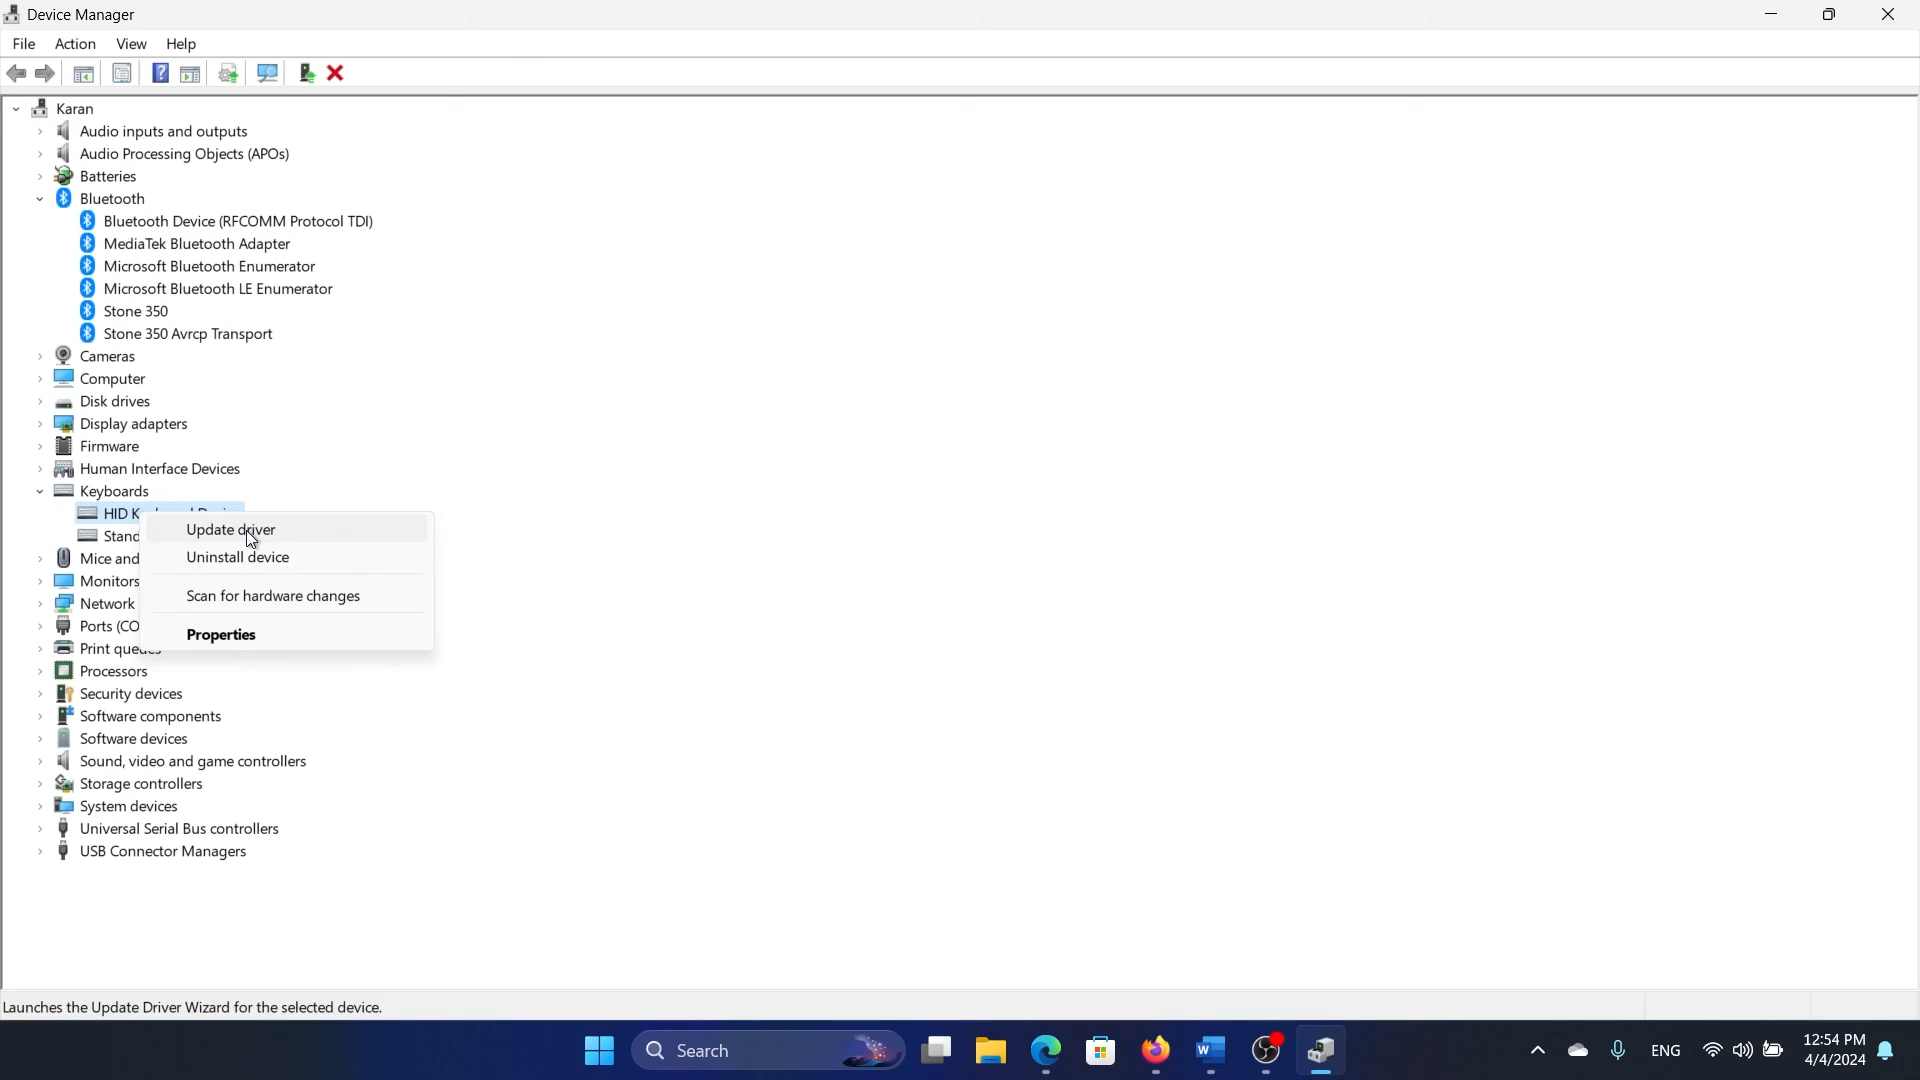 Device Manager
File Action View Help
Karan
Audio inputs and outputs
Audio Processing Objects (APOs)
Batteries
Bluetooth
Bluetooth Device (RFCOMM Protocol TDI)
MediaTek Bluetooth Adapter
Microsoft Bluetooth Enumerator
Microsoft Bluetooth LE Enumerator
Stone 350
Stone 350 Avrcp Transport
Cameras
Computer
Disk drives
Display adapters
Firmware
Human Interface Devices
Keyboards
HID
Update driver
Uninstall device
Mice and
Scan for hardware changes
Monitors
Network
Properties
Ports
Print
Processors
Security devices
Software components
Software devices
Sound, video and game controllers
Storage controllers
System devices
Universal Serial Bus controllers
USB Connector Managers
Launches the Update Driver Wizard for the selected device.
Search
ENG
12:54 PM
4/4/2024